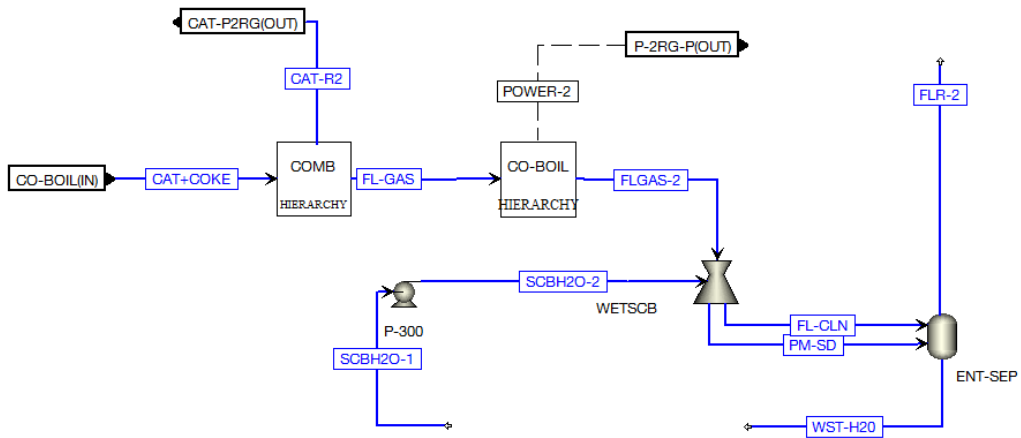 CAT-P2RG(OUT)
P-2RG-P(OUT)
CAT-R2
POWER-2
FLR-2
COMB
HIERARCHY
CO-BOIL
HIERARCHY
CO-BOIL(IN)
CAT+COKE
FL-GAS
FLGAS-2
SCBH2O-2
WETSCB
P-300
FL-CLN
PM-SD
SCBH2O-1
ENT-SEP
WST-H20